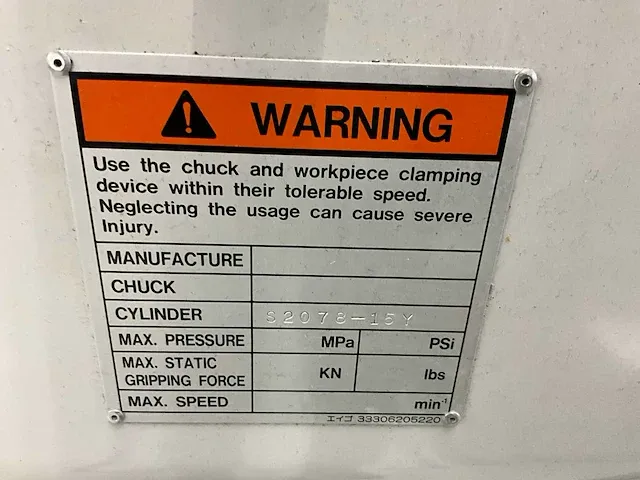 WARNING
Use the chuck and workpiece clamping
device within their tolerable speed.
Neglecting the usage can cause severe
Injury.
MANUFACTURE
CHUCK
CYLINDER S2078-15Y
MAX. PRESSURE MPa PSi
MAX. STATIC
GRIPPING FORCE KN lbs
MAX. SPEED min⁻¹
エイゴ 33306205220